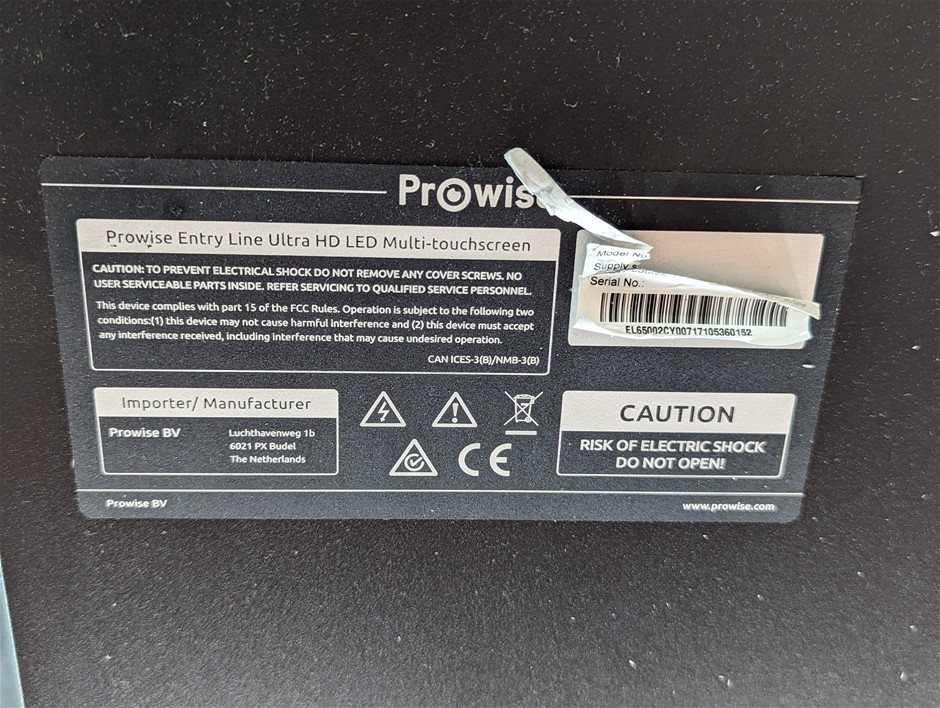 Prowise
Prowise Entry Line Ultra HD LED Multi-touchscreen
CAUTION: TO PREVENT ELECTRICAL SHOCK DO NOT REMOVE ANY COVER SCREWS. NO
USER SERVICEABLE PARTS INSIDE. REFER SERVICING TO QUALIFIED SERVICE PERSONNEL.
This device complies with part 15 of the FCC Rules. Operation is subject to the following two
conditions:(1) this device may not cause harmful interference and (2) this device must accept
any interference received, including interference that may cause undesired operation.
CAN ICES-3(B)/NMB-3(B)
Model No
Supply
Serial No.:
EL65002CY00717105360152
Importer/ Manufacturer
Prowise BV
Luchthavenweg 1b
6021 PX Budel
The Netherlands
CE
CAUTION
RISK OF ELECTRIC SHOCK
DO NOT OPEN!
Prowise BV
www.prowise.com